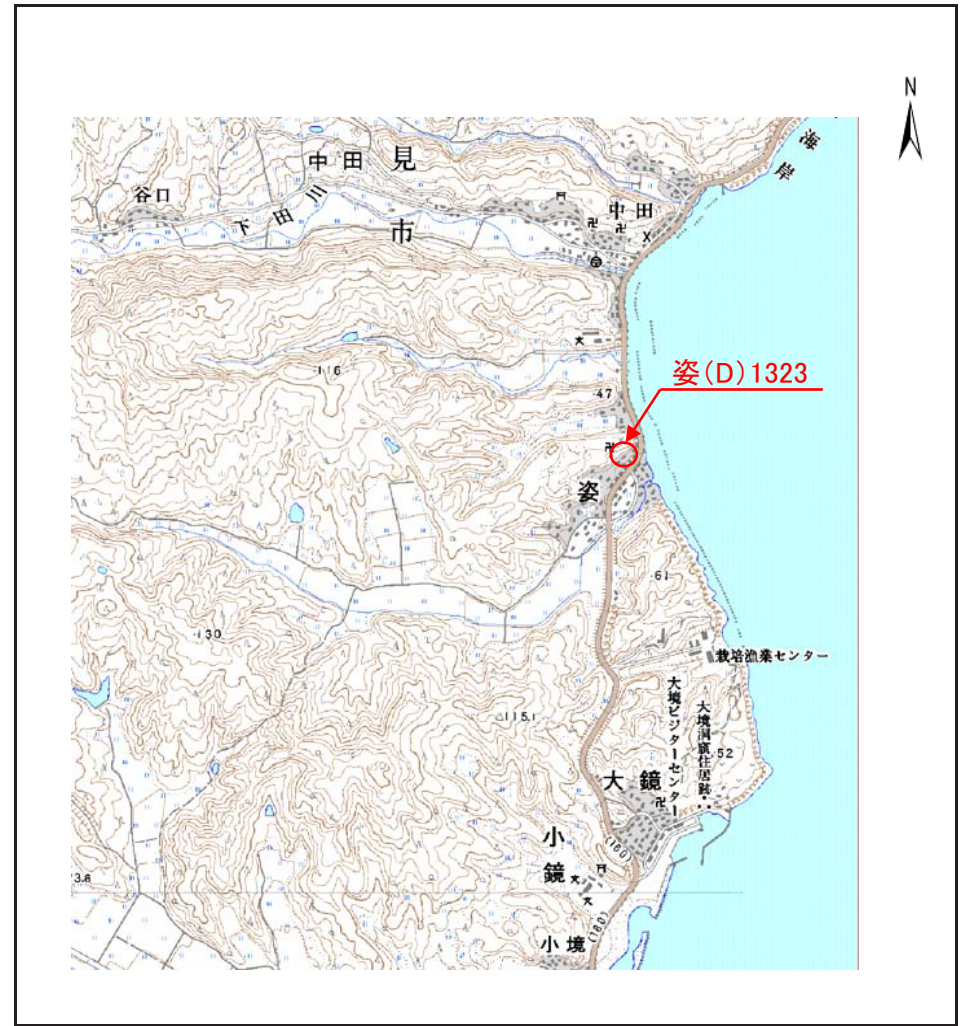 N
海岸
中田
見
市
谷口
下田川
中田
116
姿(D)1323
47
姿
50
61
130
栽培漁業センター
大境ビジターセンター
大境洞窟住居跡
115.1
52
大鏡
(160)
小鏡
3.8
(160)
小境